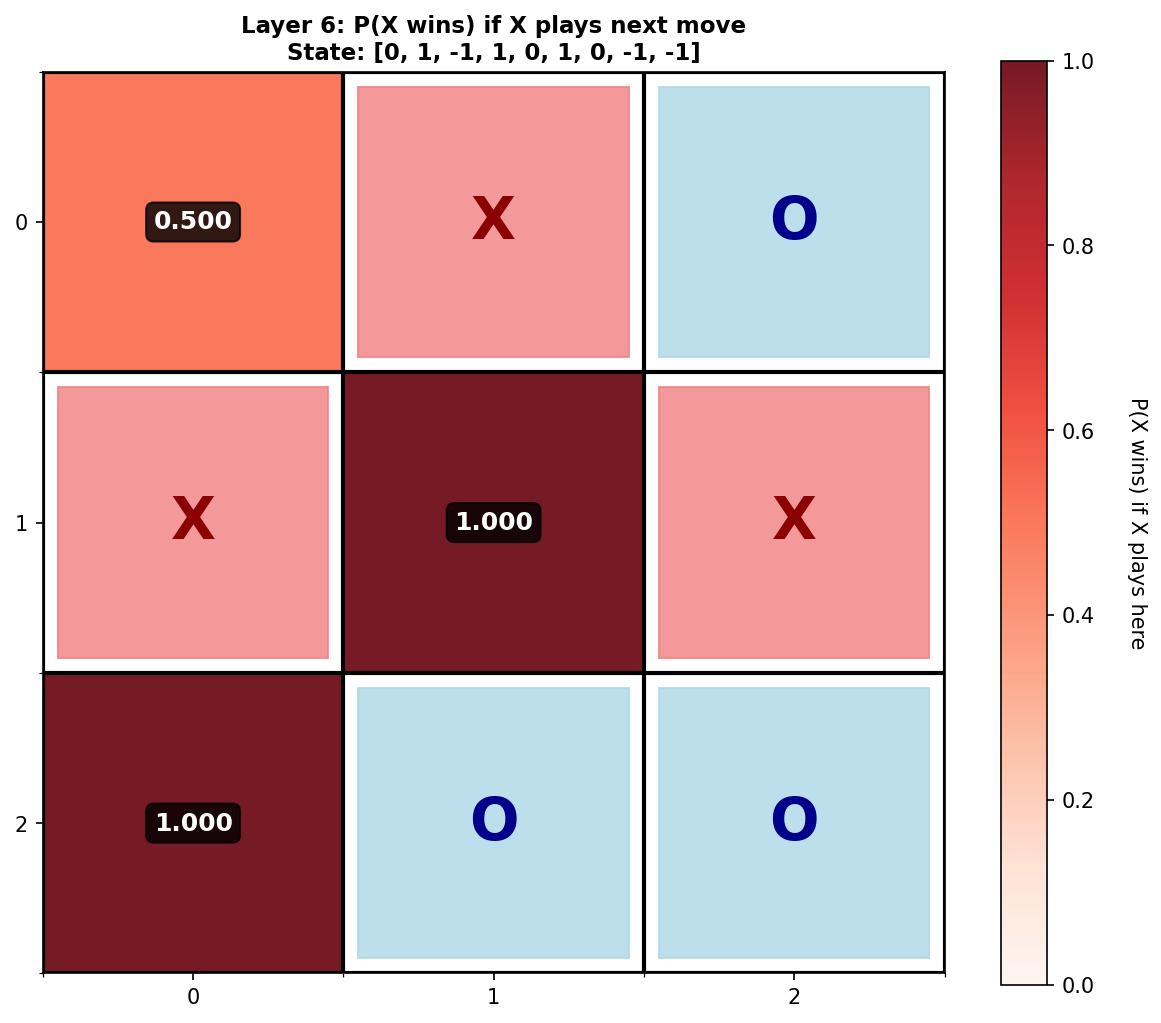 Layer 6: P(X wins) if X plays next move
State: [0, 1, -1, 1, 0, 1, 0, -1, -1]
0
0.500
X
O
1
X
1.000
X
2
1.000
O
O
0
1
2
1.0
0.8
0.6
0.4
0.2
0.0
P(X wins) if X plays here